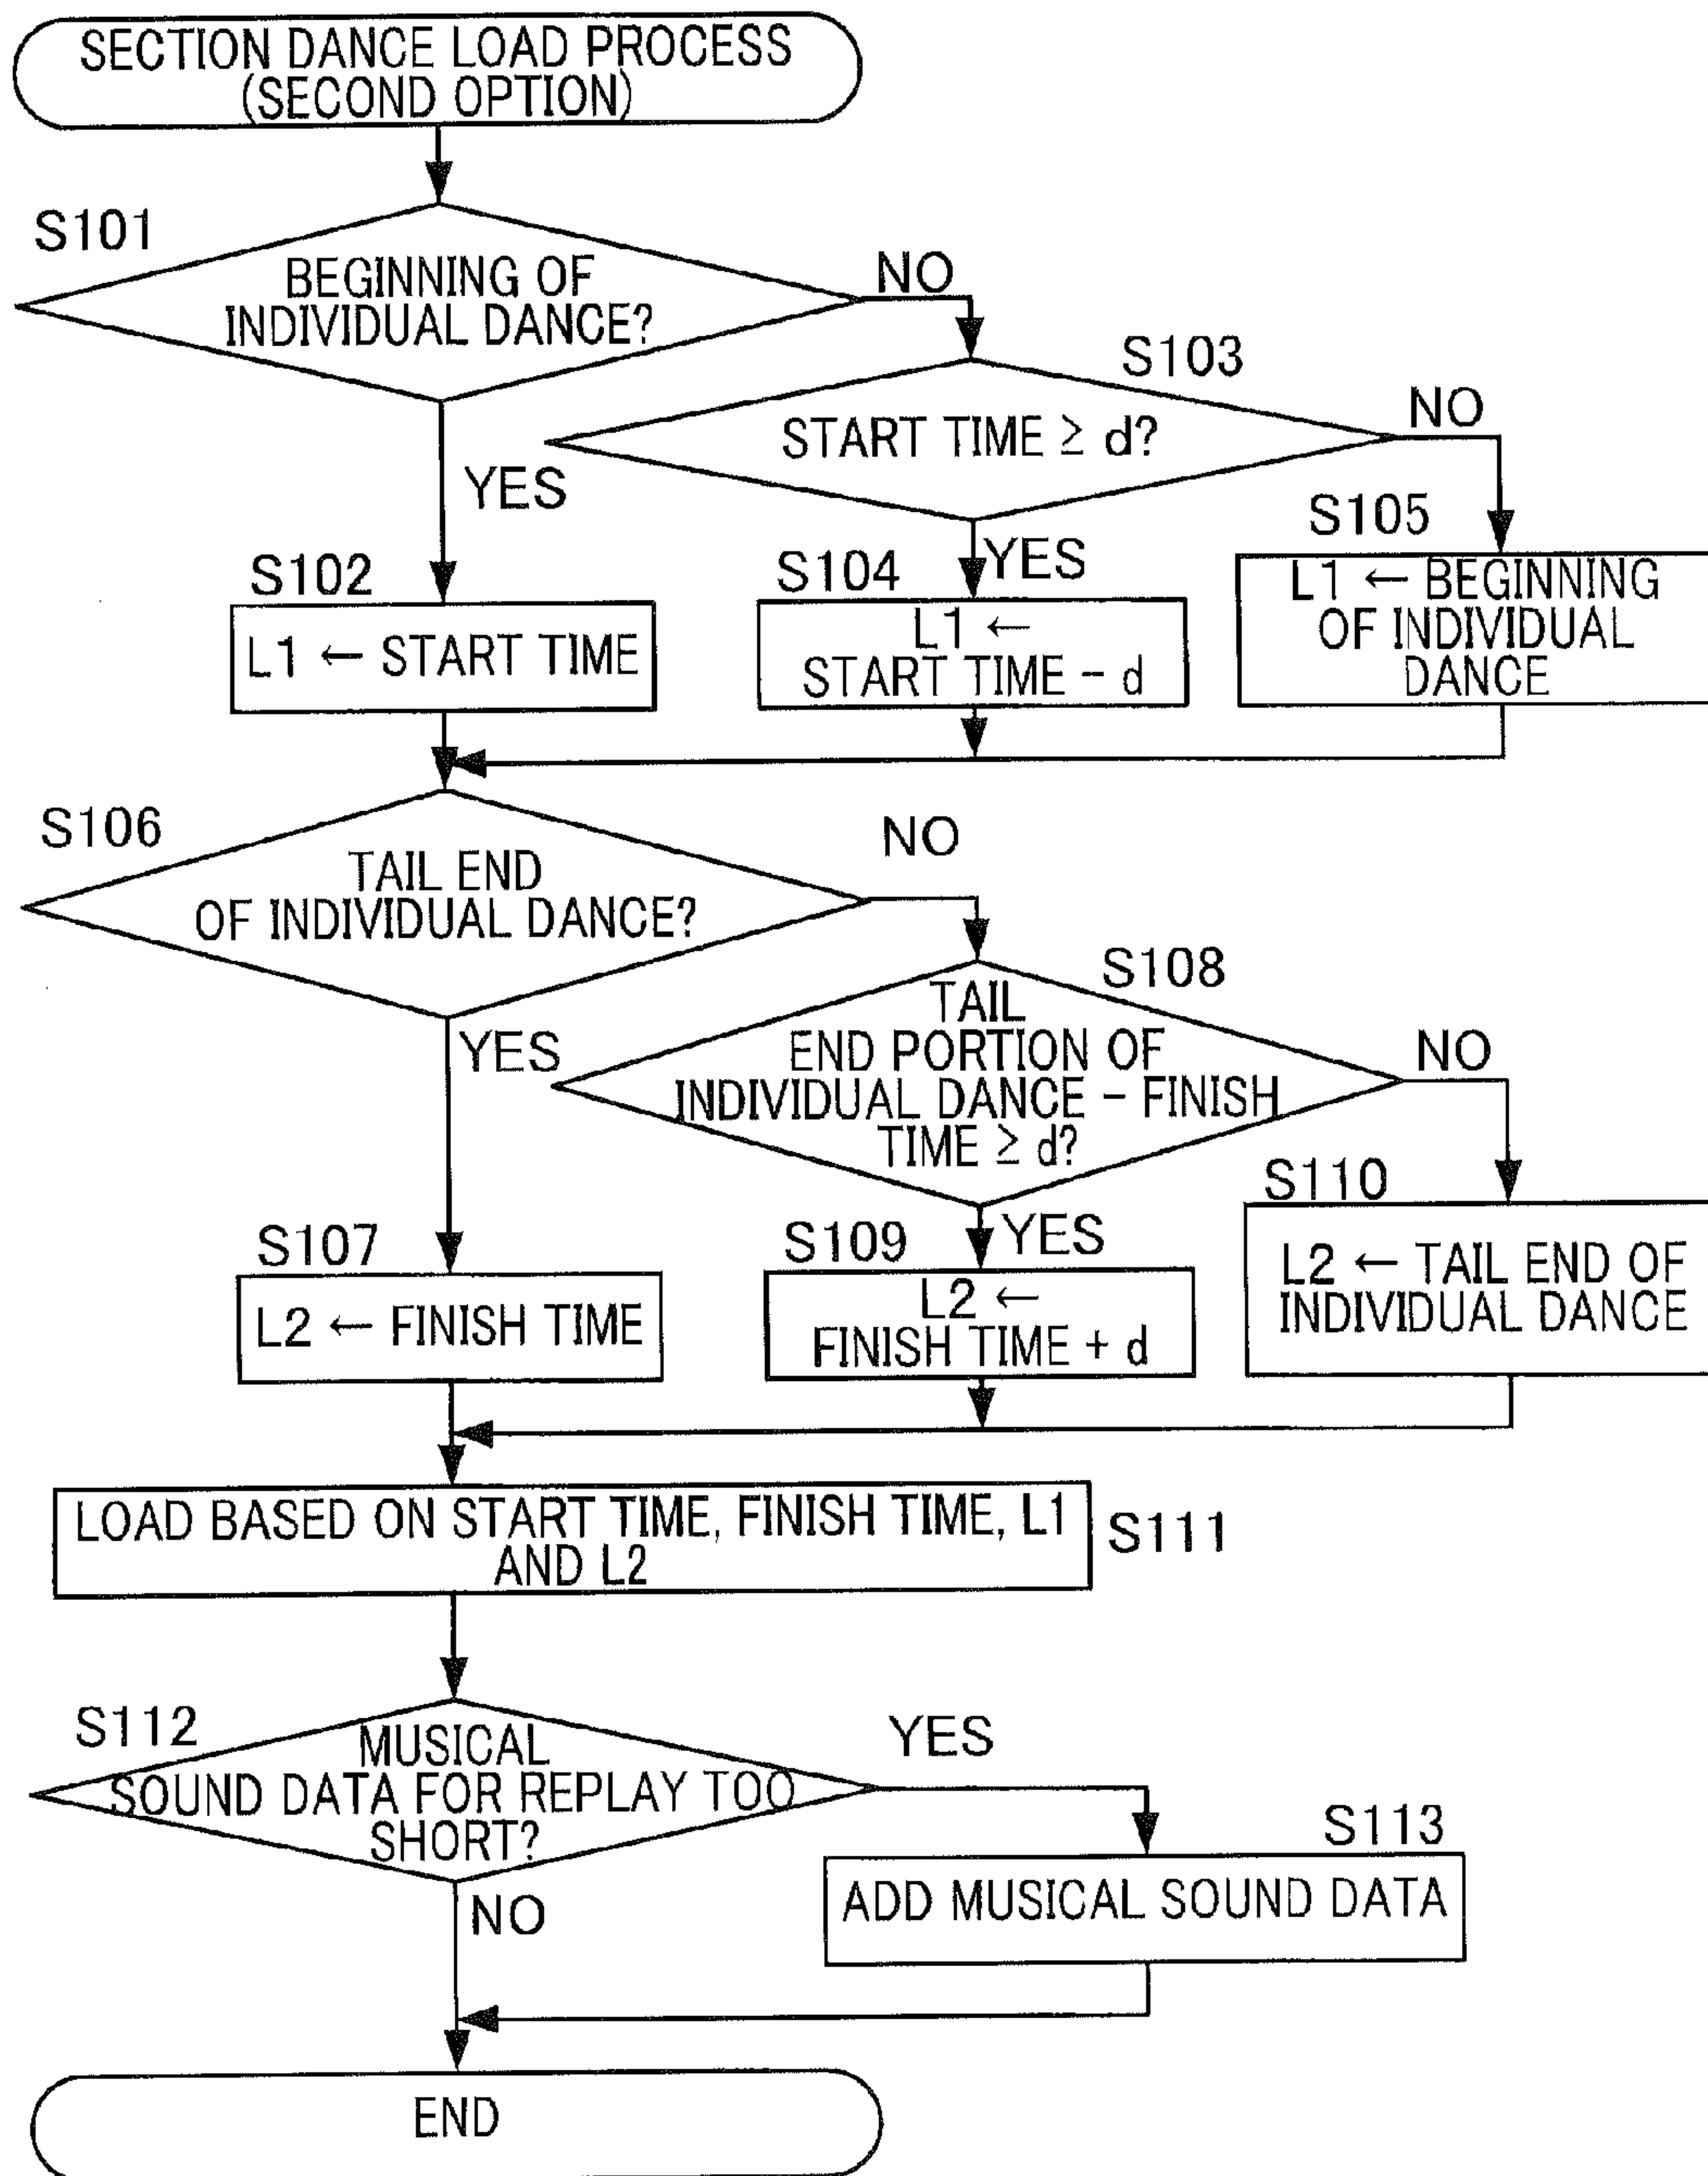 SECTION DANCE LOAD PROCESS
(SECOND OPTION)
S101
BEGINNING OF
INDIVIDUAL DANCE?
NO
YES
S103
START TIME ≥ d?
NO
YES
S102
L1 ← START TIME
S104
L1 ←
START TIME − d
S105
L1 ← BEGINNING
OF INDIVIDUAL
DANCE
S106
TAIL END
OF INDIVIDUAL DANCE?
NO
YES
S108
TAIL
END PORTION OF
INDIVIDUAL DANCE − FINISH
TIME ≥ d?
NO
YES
S107
L2 ← FINISH TIME
S109
L2 ←
FINISH TIME + d
S110
L2 ← TAIL END OF
INDIVIDUAL DANCE
LOAD BASED ON START TIME, FINISH TIME, L1
AND L2
S111
S112
MUSICAL
SOUND DATA FOR REPLAY TOO
SHORT?
YES
NO
S113
ADD MUSICAL SOUND DATA
END